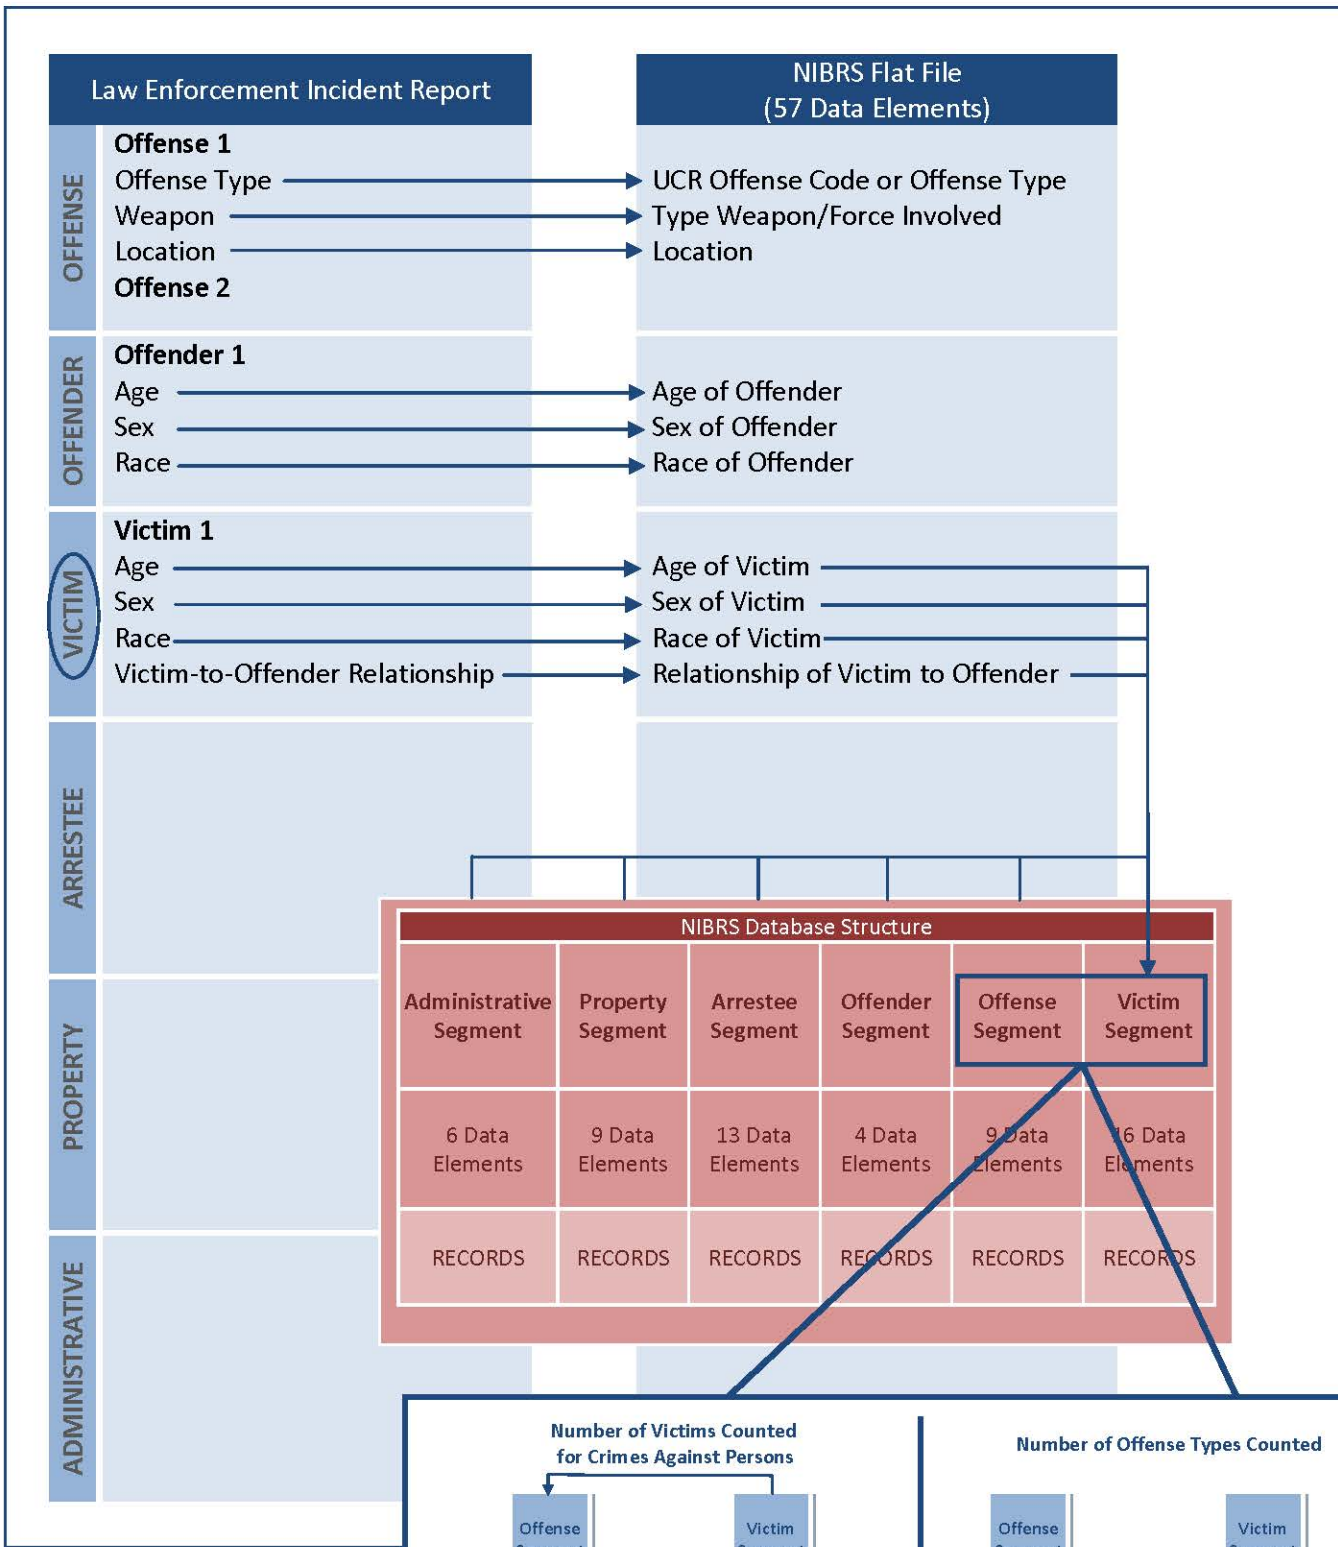 Law Enforcement Incident Report
NIBRS Flat File
(57 Data Elements)
OFFENSE
Offense 1
Offense Type
Weapon
Location
Offense 2
UCR Offense Code or Offense Type
Type Weapon/Force Involved
Location
OFFENDER
Offender 1
Age
Sex
Race
Age of Offender
Sex of Offender
Race of Offender
VICTIM
Victim 1
Age
Sex
Race
Victim-to-Offender Relationship
Age of Victim
Sex of Victim
Race of Victim
Relationship of Victim to Offender
ARRESTEE
PROPERTY
ADMINISTRATIVE
NIBRS Database Structure
Administrative
Segment
Property
Segment
Arrestee
Segment
Offender
Segment
Offense
Segment
Victim
Segment
6 Data
Elements
9 Data
Elements
13 Data
Elements
4 Data
Elements
9 Data
Elements
16 Data
Elements
RECORDS
RECORDS
RECORDS
RECORDS
RECORDS
RECORDS
Number of Victims Counted
for Crimes Against Persons
Offense
Victim
Number of Offense Types Counted
Offense
Victim